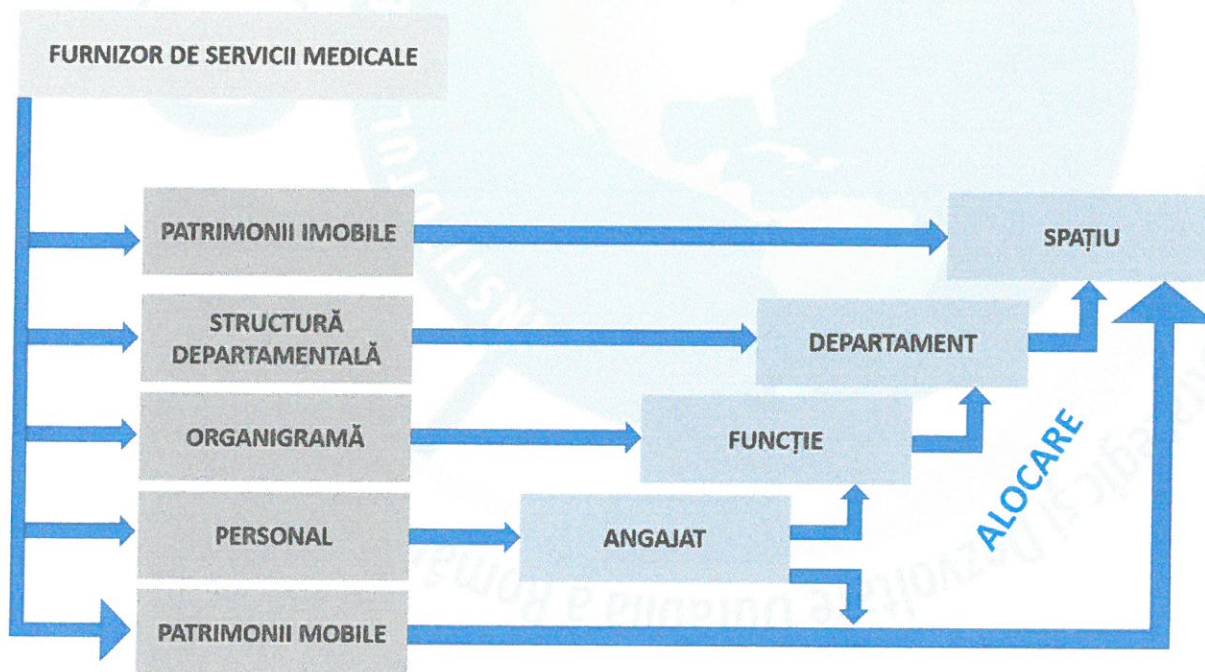 FURNIZOR DE SERVICII MEDICALE
PATRIMONII IMOBILE
SPAȚIU
STRUCTURĂ
DEPARTAMENTALĂ
DEPARTAMENT
ORGANIGRAMĂ
FUNCȚIE
ALOCARE
PERSONAL
ANGAJAT
PATRIMONII MOBILE